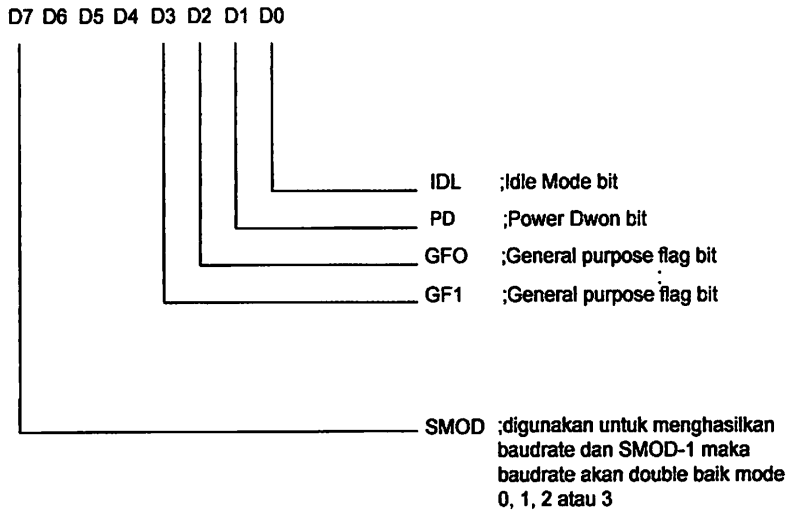 D7 D6 D5 D4 D3 D2 D1 D0
IDL ;Idle Mode bit
PD ;Power Dwon bit
GFO ;General purpose flag bit
GF1 ;General purpose flag bit
SMOD ;digunakan untuk menghasilkan
baudrate dan SMOD-1 maka
baudrate akan double baik mode
0, 1, 2 atau 3